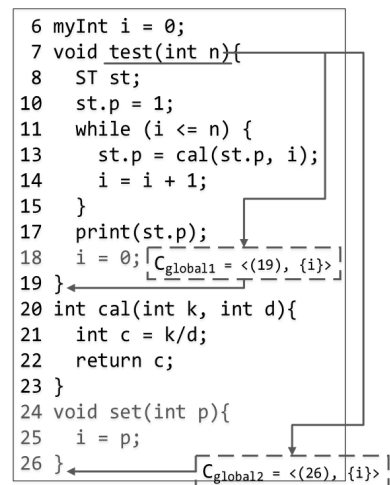 6 myInt i = 0;
7 void test(int n){
8 ST st;
10 st.p = 1;
11 while (i <= n) {
13 st.p = cal(st.p, i);
14 i = i + 1;
15 }
17 print(st.p);
18 i = 0; Cglobal1 = <(19), {i}>
19 }
20 int cal(int k, int d){
21 int c = k/d;
22 return c;
23 }
24 void set(int p){
25 i = p;
26 } Cglobal2 = <(26), {i}>